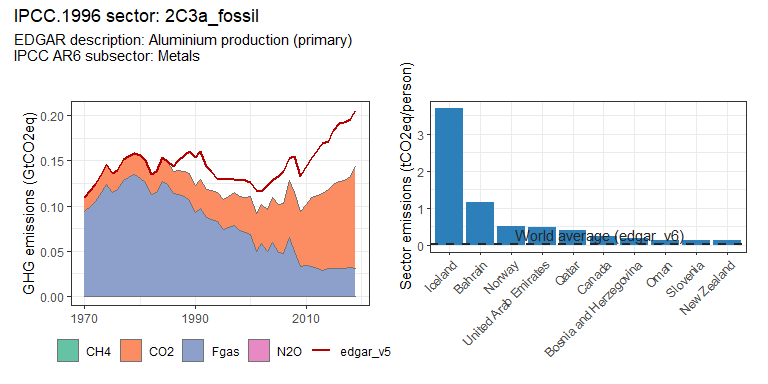 IPCC.1996 sector: 2C3a_fossil
EDGAR description: Aluminium production (primary)
IPCC AR6 subsector: Metals
GHG emissions (GtCO2eq)
0.20
0.15
0.10
0.05
0.00
1970
1990
2010
CH4
CO2
Fgas
N2O
edgar_v5
Sector emissions (tCO2eq/person)
3
2
1
0
World average (edgar_v6)
Iceland
Bahrain
Norway
United Arab Emirates
Qatar
Canada
Bosnia and Herzegovina
Oman
Slovenia
New Zealand